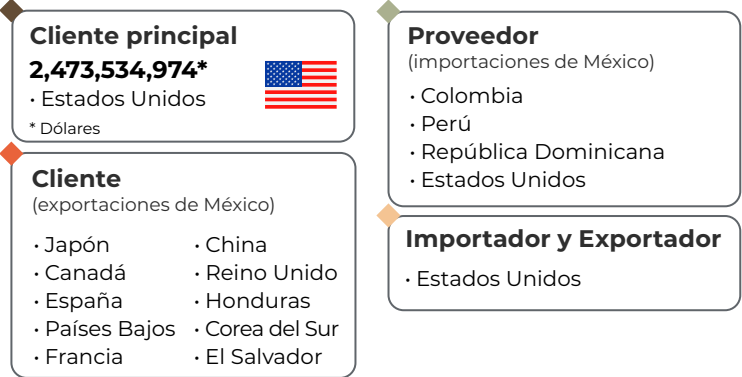 Cliente principal
2,473,534,974*
· Estados Unidos
* Dólares
Cliente
(exportaciones de México)
· Japón
· Canadá
· España
· Países Bajos
· Francia
· China
· Reino Unido
· Honduras
· Corea del Sur
· El Salvador
Proveedor
(importaciones de México)
· Colombia
· Perú
· República Dominicana
· Estados Unidos
Importador y Exportador
· Estados Unidos